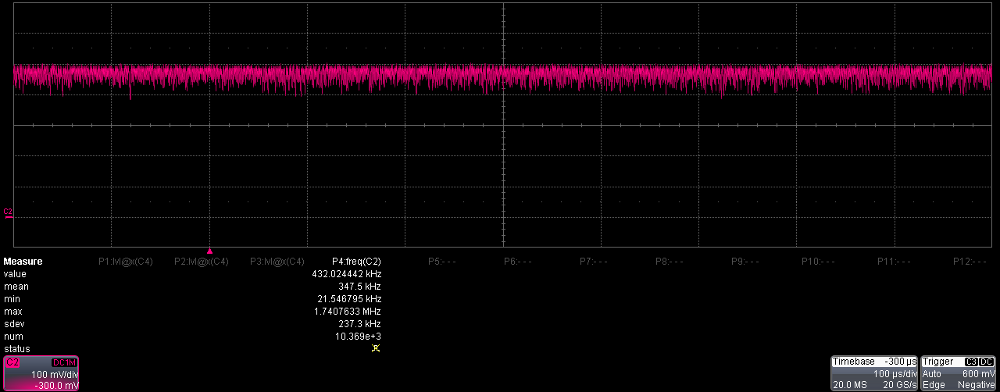 C2
Measure P1:lvl@x(C4) P2:lvl@x(C4) P3:lvl@x(C4) P4:freq(C2) P5:- - - P6:- - - P7:- - - P8:- - - P9:- - - P10:- - - P11:- - - P12:- - -
value 432.024442 kHz
mean 347.5 kHz
min 21.546795 kHz
max 1.7407633 MHz
sdev 237.3 kHz
num 10.369e+3
status
C2 DC1M
100 mV/div
-300.0 mV
Timebase -300 µs
100 µs/div
20.0 MS 20 GS/s
Trigger C3 DC
Auto 600 mV
Edge Negative